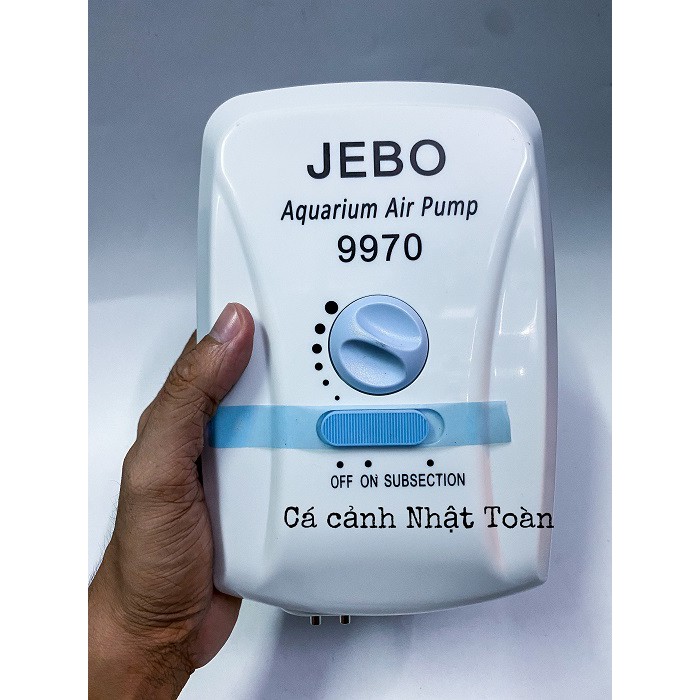 JEBO
Aquarium Air Pump
9970
OFF ON SUBSECTION
Cá cảnh Nhật Toàn